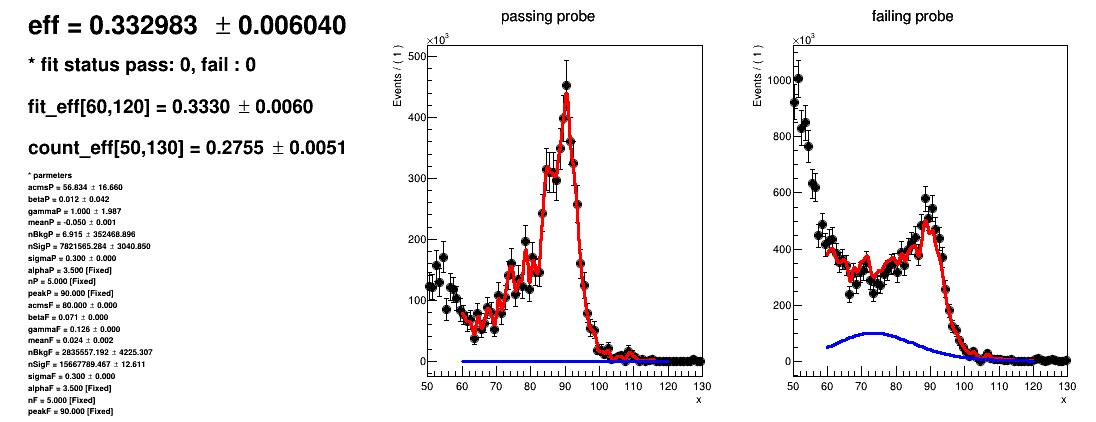 eff = 0.332983 ± 0.006040
* fit status pass: 0, fail : 0
fit_eff[60,120] = 0.3330 ± 0.0060
count_eff[50,130] = 0.2755 ± 0.0051
* parmeters
acmsP = 56.834 ± 16.660
betaP = 0.012 ± 0.042
gammaP = 1.000 ± 1.987
meanP = -0.050 ± 0.001
nBkgP = 6.915 ± 352468.896
nSigP = 7821565.284 ± 3040.850
sigmaP = 0.300 ± 0.000
alphaP = 3.500 [Fixed]
nP = 5.000 [Fixed]
peakP = 90.000 [Fixed]
acmsF = 80.000 ± 0.000
betaF = 0.071 ± 0.000
gammaF = 0.126 ± 0.000
meanF = 0.024 ± 0.002
nBkgF = 2835557.192 ± 4225.307
nSigF = 15667789.467 ± 12.611
sigmaF = 0.300 ± 0.000
alphaF = 3.500 [Fixed]
nF = 5.000 [Fixed]
peakF = 90.000 [Fixed]
passing probe
×10³
Events / ( 1 )
500
400
300
200
100
0
50 60 70 80 90 100 110 120 130
x
failing probe
×10³
Events / ( 1 )
1000
800
600
400
200
0
50 60 70 80 90 100 110 120 130
x